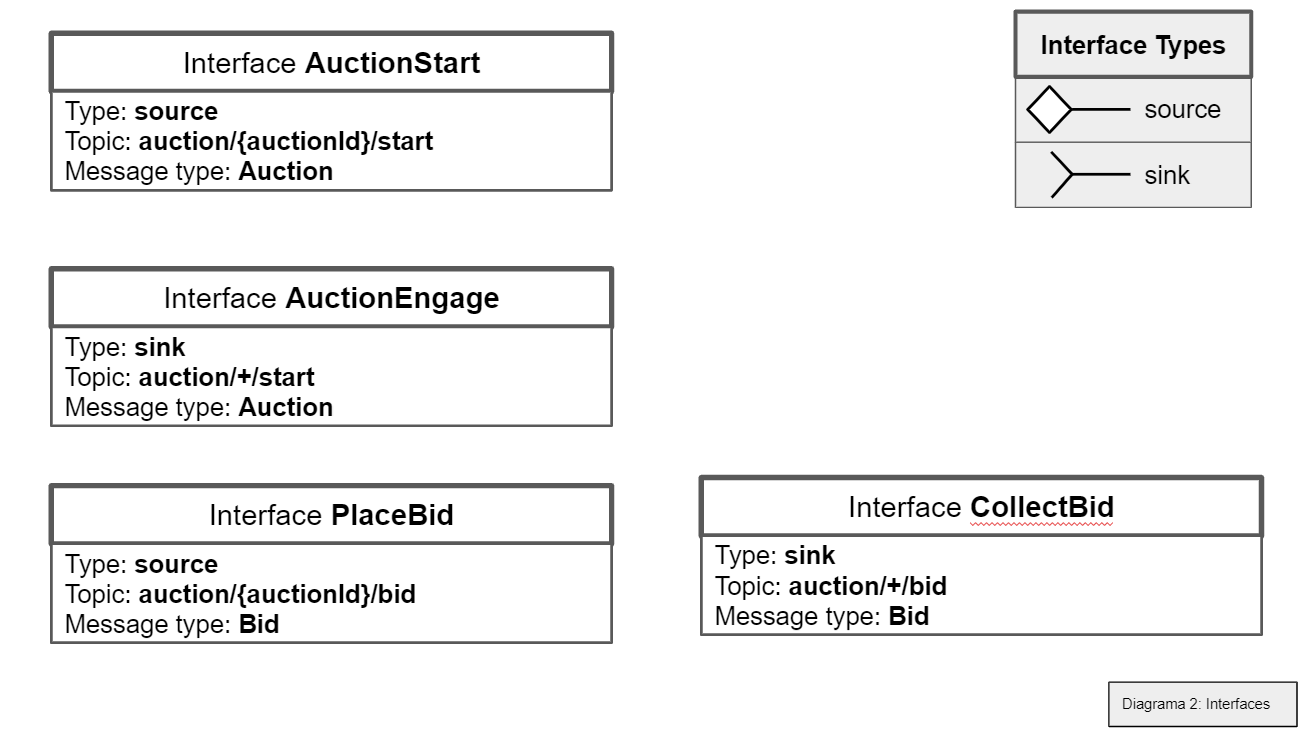 Interface AuctionStart
Type: source
Topic: auction/{auctionId}/start
Message type: Auction
Interface Types
source
sink
Interface AuctionEngage
Type: sink
Topic: auction/+/start
Message type: Auction
Interface PlaceBid
Type: source
Topic: auction/{auctionId}/bid
Message type: Bid
Interface CollectBid
Type: sink
Topic: auction/+/bid
Message type: Bid
Diagrama 2: Interfaces